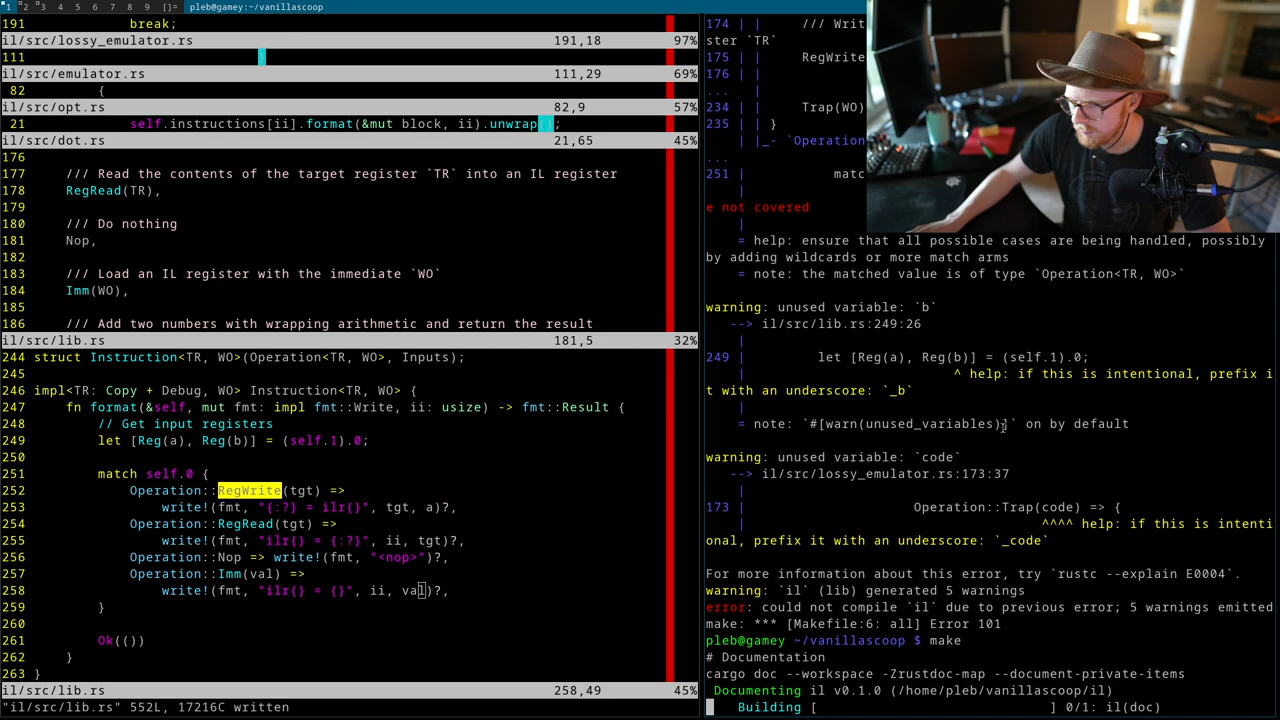 1 2 3 4 5 6 7 8 9 []= pleb@gamey:~/vanillascoop
191 break;
il/src/lossy_emulator.rs 191,18 97%
111 }
il/src/emulator.rs 111,29 69%
82 {
il/src/opt.rs 82,9 57%
21 self.instructions[ii].format(&mut block, ii).unwrap();
il/src/dot.rs 21,65 45%
176
177 /// Read the contents of the target register `TR` into an IL register
178 RegRead(TR),
179
180 /// Do nothing
181 Nop,
182
183 /// Load an IL register with the immediate `WO`
184 Imm(WO),
185
186 /// Add two numbers with wrapping arithmetic and return the result
il/src/lib.rs 181,5 32%
244 struct Instruction<TR, WO>(Operation<TR, WO>, Inputs);
245
246 impl<TR: Copy + Debug, WO> Instruction<TR, WO> {
247 fn format(&self, mut fmt: impl fmt::Write, ii: usize) -> fmt::Result {
248 // Get input registers
249 let [Reg(a), Reg(b)] = (self.1).0;
250
251 match self.0 {
252 Operation::RegWrite(tgt) =>
253 write!(fmt, "{:?} = ilr{}", tgt, a)?,
254 Operation::RegRead(tgt) =>
255 write!(fmt, "ilr{} = {:?}", ii, tgt)?,
256 Operation::Nop => write!(fmt, "<nop>")?,
257 Operation::Imm(val) =>
258 write!(fmt, "ilr{} = {}", ii, val)?,
259 }
260
261 Ok(())
262 }
263 }
il/src/lib.rs 258,49 45%
"il/src/lib.rs" 552L, 17216C written
174 | | /// Writ
ster `TR`
175 | | RegWrite
176 | |
... |
234 | | Trap(WO)
235 | | }
| |_- `Operation
...
251 | matc
|
e not covered
|
= help: ensure that all possible cases are being handled, possibly
by adding wildcards or more match arms
= note: the matched value is of type `Operation<TR, WO>`
warning: unused variable: `b`
--> il/src/lib.rs:249:26
|
249 | let [Reg(a), Reg(b)] = (self.1).0;
| ^ help: if this is intentional, prefix i
t with an underscore: `_b`
|
= note: `#[warn(unused_variables)]` on by default
warning: unused variable: `code`
--> il/src/lossy_emulator.rs:173:37
|
173 | Operation::Trap(code) => {
| ^^^^ help: if this is intenti
onal, prefix it with an underscore: `_code`
For more information about this error, try `rustc --explain E0004`.
warning: `il` (lib) generated 5 warnings
error: could not compile `il` due to previous error; 5 warnings emitted
make: *** [Makefile:6: all] Error 101
pleb@gamey ~/vanillascoop $ make
# Documentation
cargo doc --workspace -Zrustdoc-map --document-private-items
Documenting il v0.1.0 (/home/pleb/vanillascoop/il)
Building [ ] 0/1: il(doc)